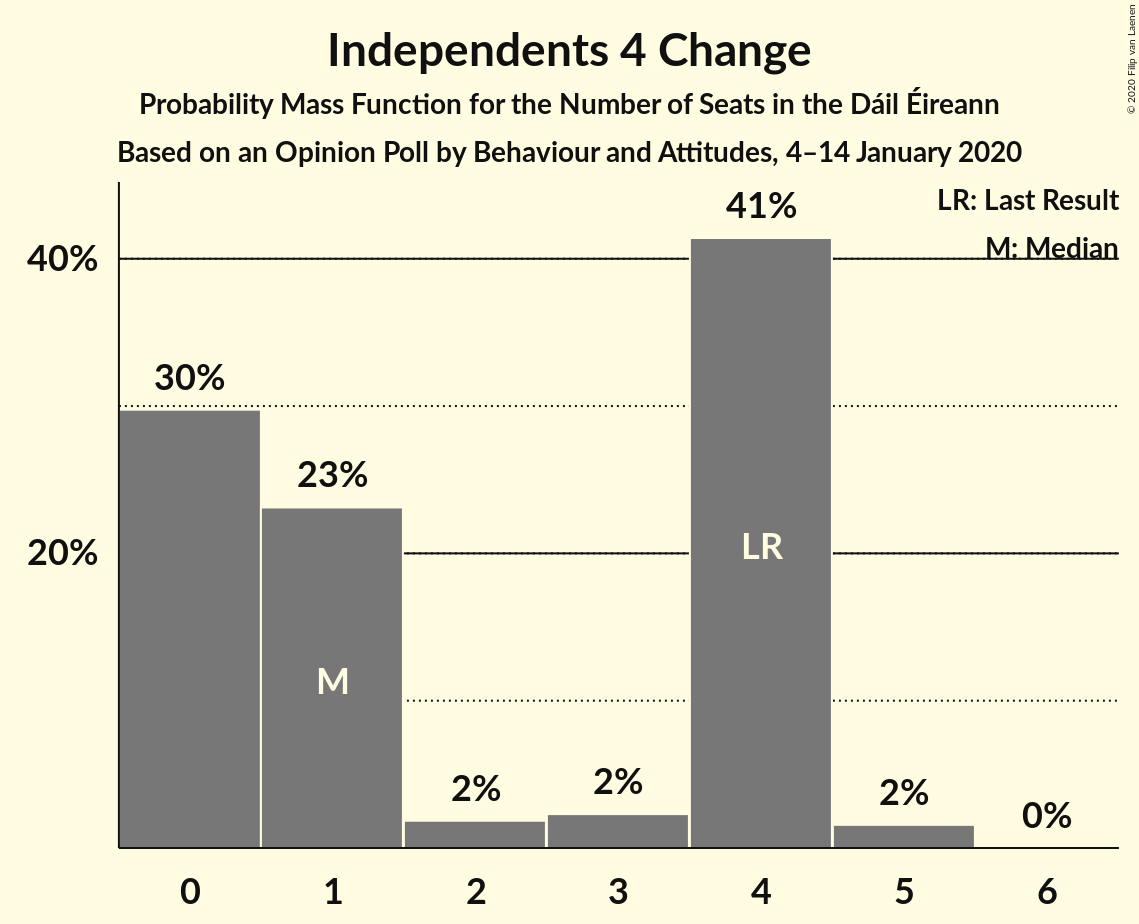 Independents 4 Change
Probability Mass Function for the Number of Seats in the Dáil Éireann
Based on an Opinion Poll by Behaviour and Attitudes, 4–14 January 2020
© 2020 Filip van Laenen
LR: Last Result
M: Median
41%
40%
30%
23%
20%
LR
M
2%
2%
2%
0%
0
1
2
3
4
5
6